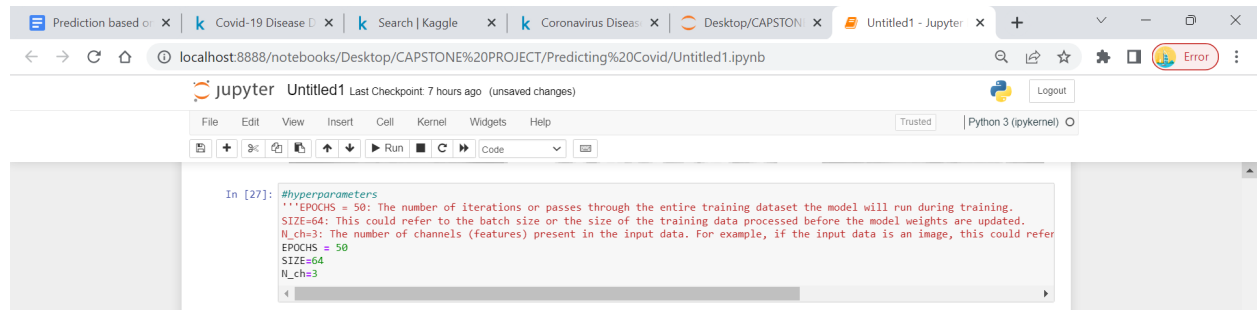 Prediction based or
Covid-19 Disease D
Search | Kaggle
Coronavirus Diseas
Desktop/CAPSTON
Untitled1 - Jupyter
localhost:8888/notebooks/Desktop/CAPSTONE%20PROJECT/Predicting%20Covid/Untitled1.ipynb
Error
jupyter Untitled1 Last Checkpoint: 7 hours ago (unsaved changes)
Logout
File Edit View Insert Cell Kernel Widgets Help
Trusted Python 3 (ipykernel)
Run Code
In [27]: #hyperparameters
'''EPOCHS = 50: The number of iterations or passes through the entire training dataset the model will run during training.
SIZE=64: This could refer to the batch size or the size of the training data processed before the model weights are updated.
N_ch=3: The number of channels (features) present in the input data. For example, if the input data is an image, this could refer
EPOCHS = 50
SIZE=64
N_ch=3